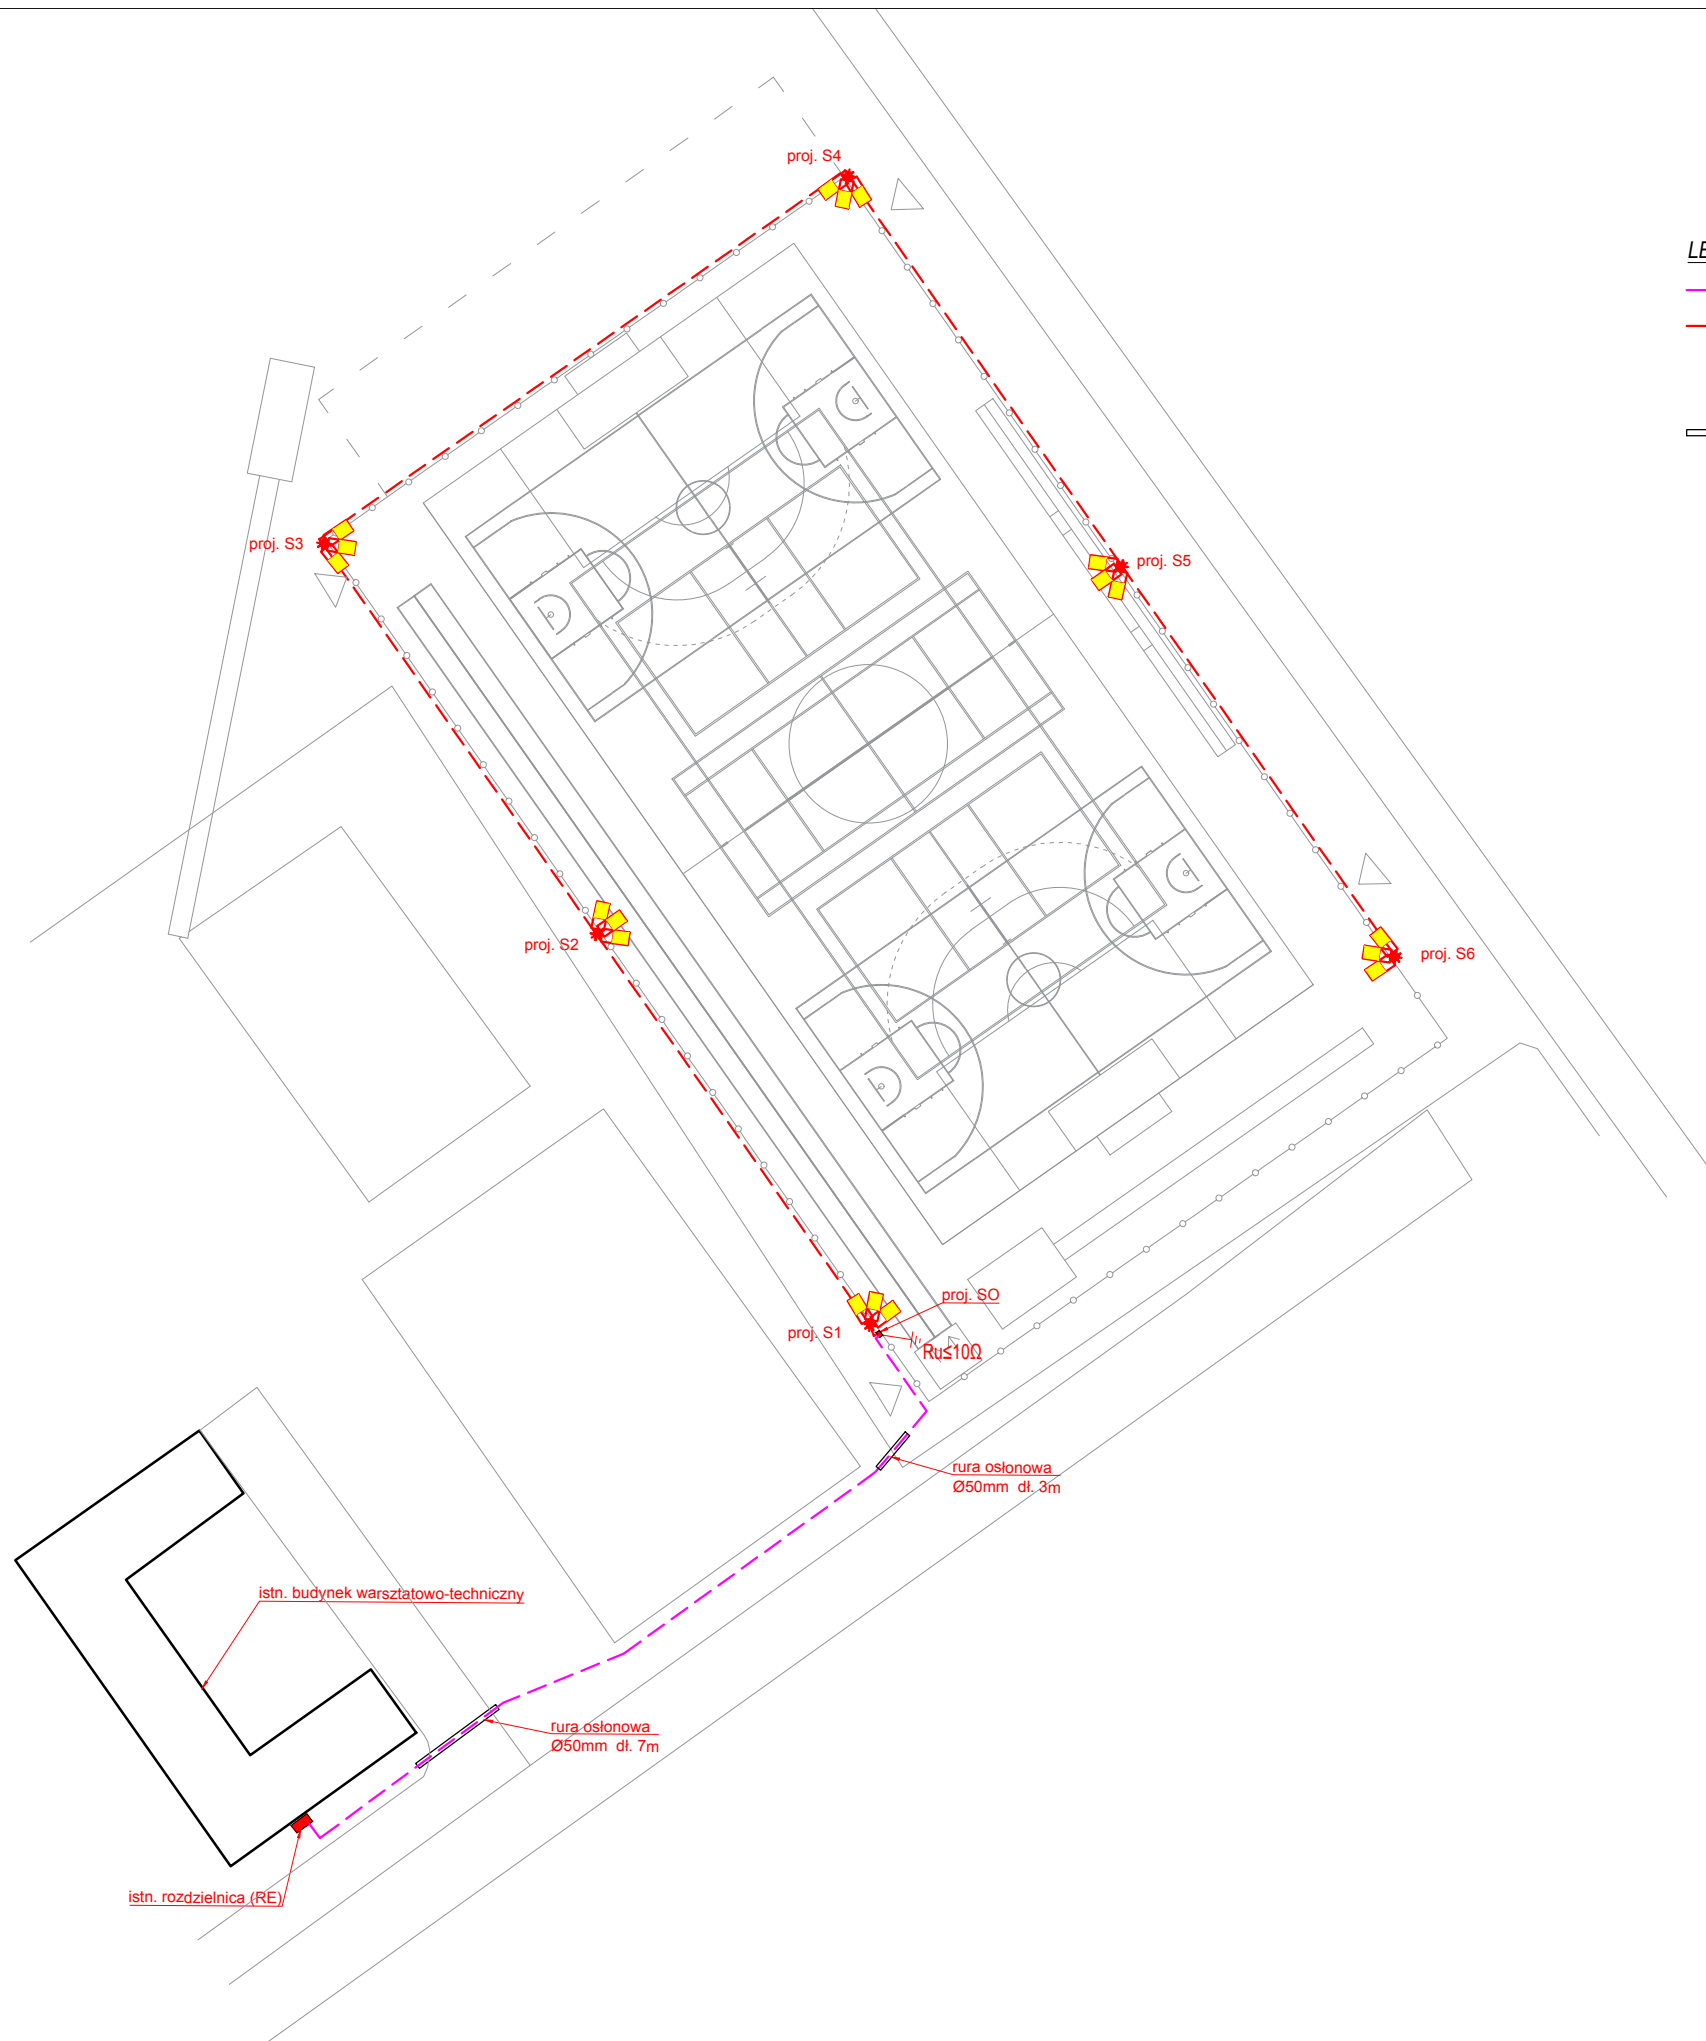 proj. S4
LE
proj. S3
proj. S5
proj. S2
proj. S6
proj. SO
proj. S1
Ru≤10Ω
rura osłonowa
Ø50mm dł. 3m
istn. budynek warsztatowo-techniczny
rura osłonowa
Ø50mm dł. 7m
istn. rozdzielnica (RE)